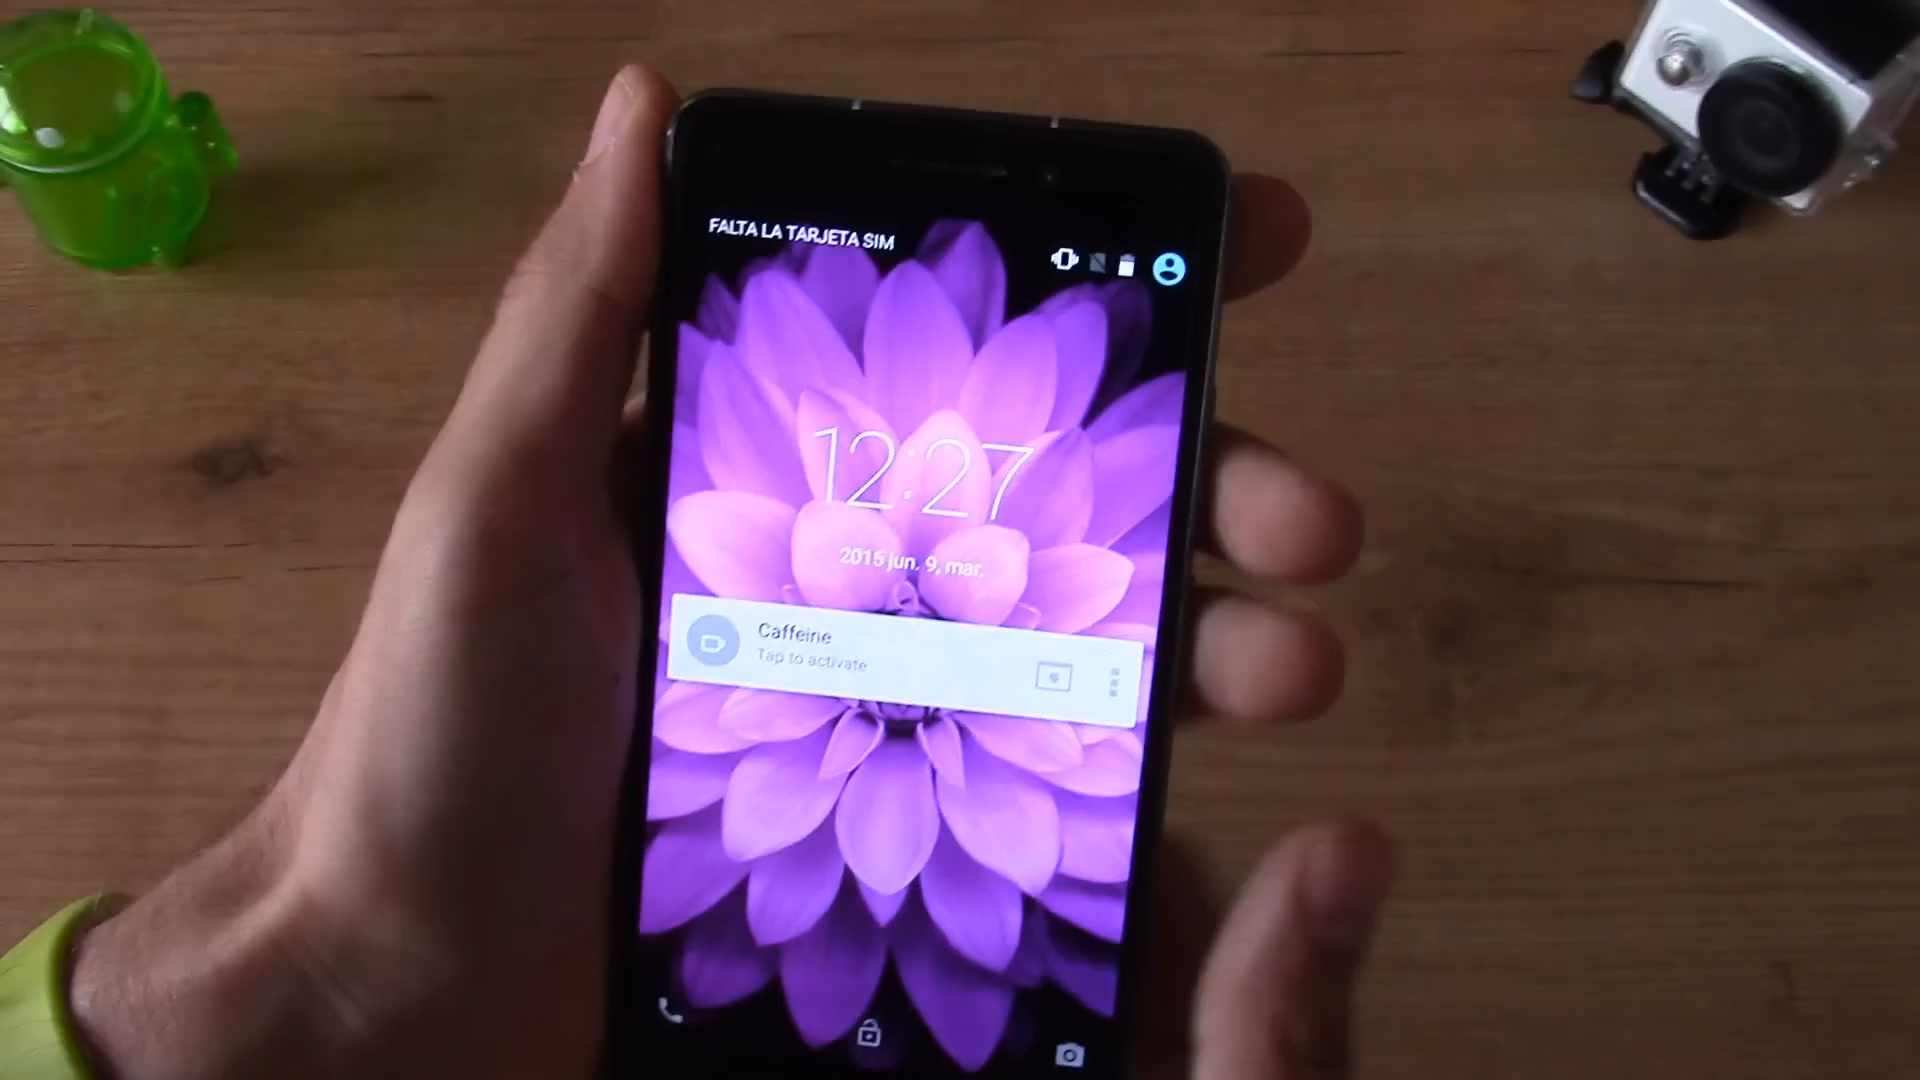 FALTA LA TARJETA SIM
12:27
2015 jun. 9, mar.
Caffeine
Tap to activate